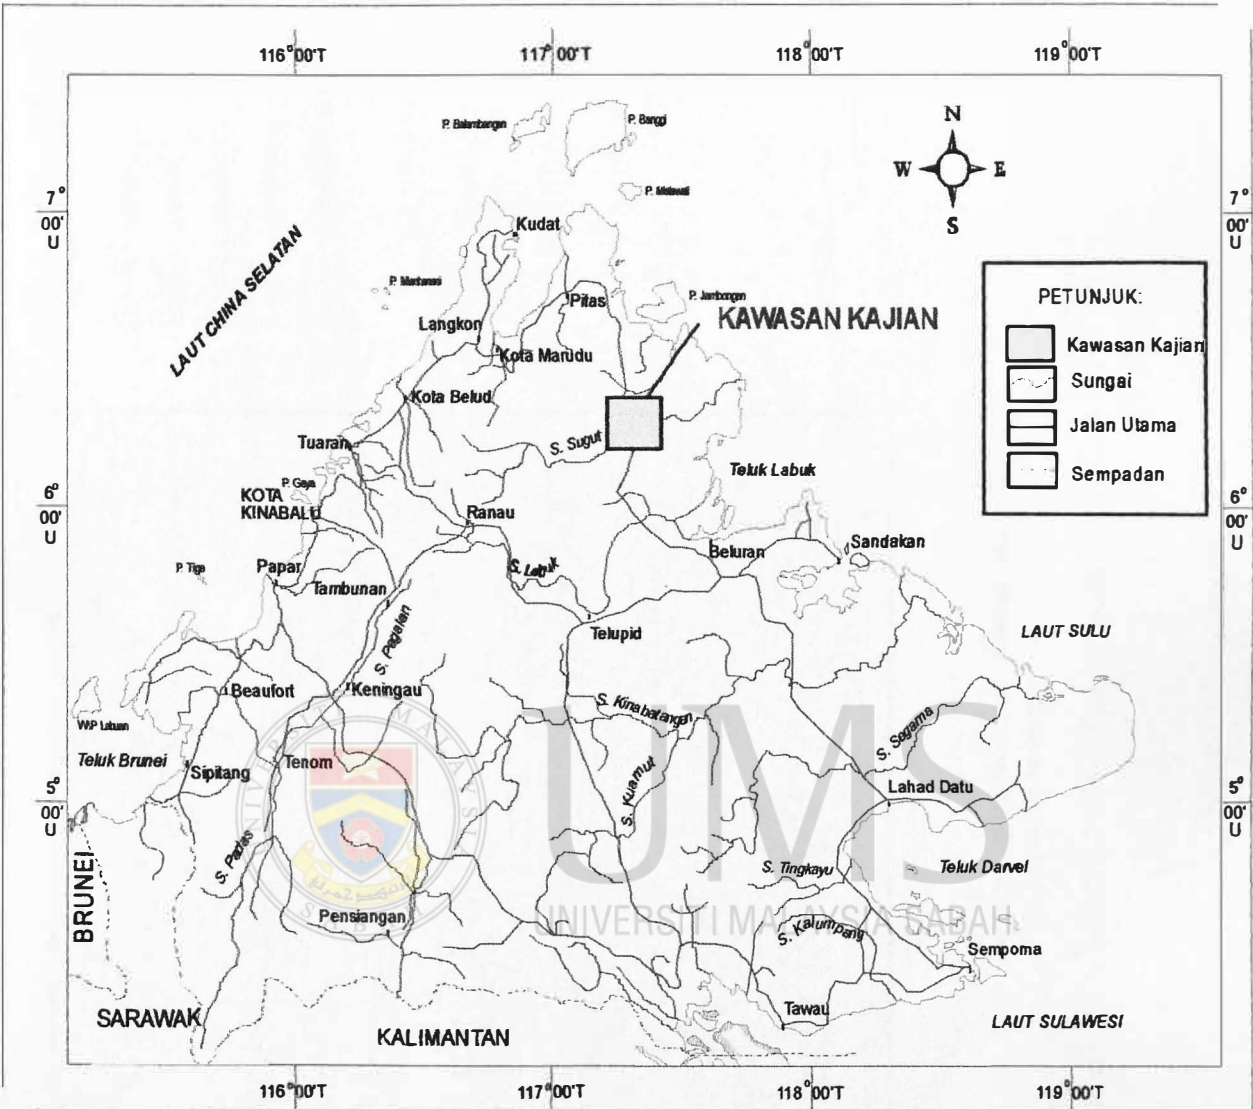 116°00'T 117°00'T 118°00'T 119°00'T
P. Balambangan
P. Banggi
N
W E
S
P. Malawali
7° 00' U
7° 00' U
Kudat
LAUT CHINA SELATAN
P. Mantanani
P. Jambongan
Pitas
KAWASAN KAJIAN
Langkon
Kota Marudu
PETUNJUK:
Kawasan Kajian
Sungai
Jalan Utama
Sempadan
Kota Belud
Tuaran
S. Sugut
Teluk Labuk
P. Gaya
KOTA
KINABALU
6° 00' U
6° 00' U
Ranau
Beluran
Sandakan
P. Tiga
Papar
S. Labuk
Tambunan
S. Pegalan
Telupid
LAUT SULU
Beaufort
Keningau
S. Kinabatangan
W.P Labuan
S. Segama
Teluk Brunei
Sipitang
Tenom
S. Kuamut
Lahad Datu
5° 00' U
5° 00' U
UMS
UNIVERSITI MALAYSIA SABAH
BRUNEI
S. Padas
S. Tingkayu
Teluk Darvel
Pensiangan
S. Kalumpang
Semporna
SARAWAK
KALIMANTAN
Tawau
LAUT SULAWESI
116°00'T 117°00'T 118°00'T 119°00'T